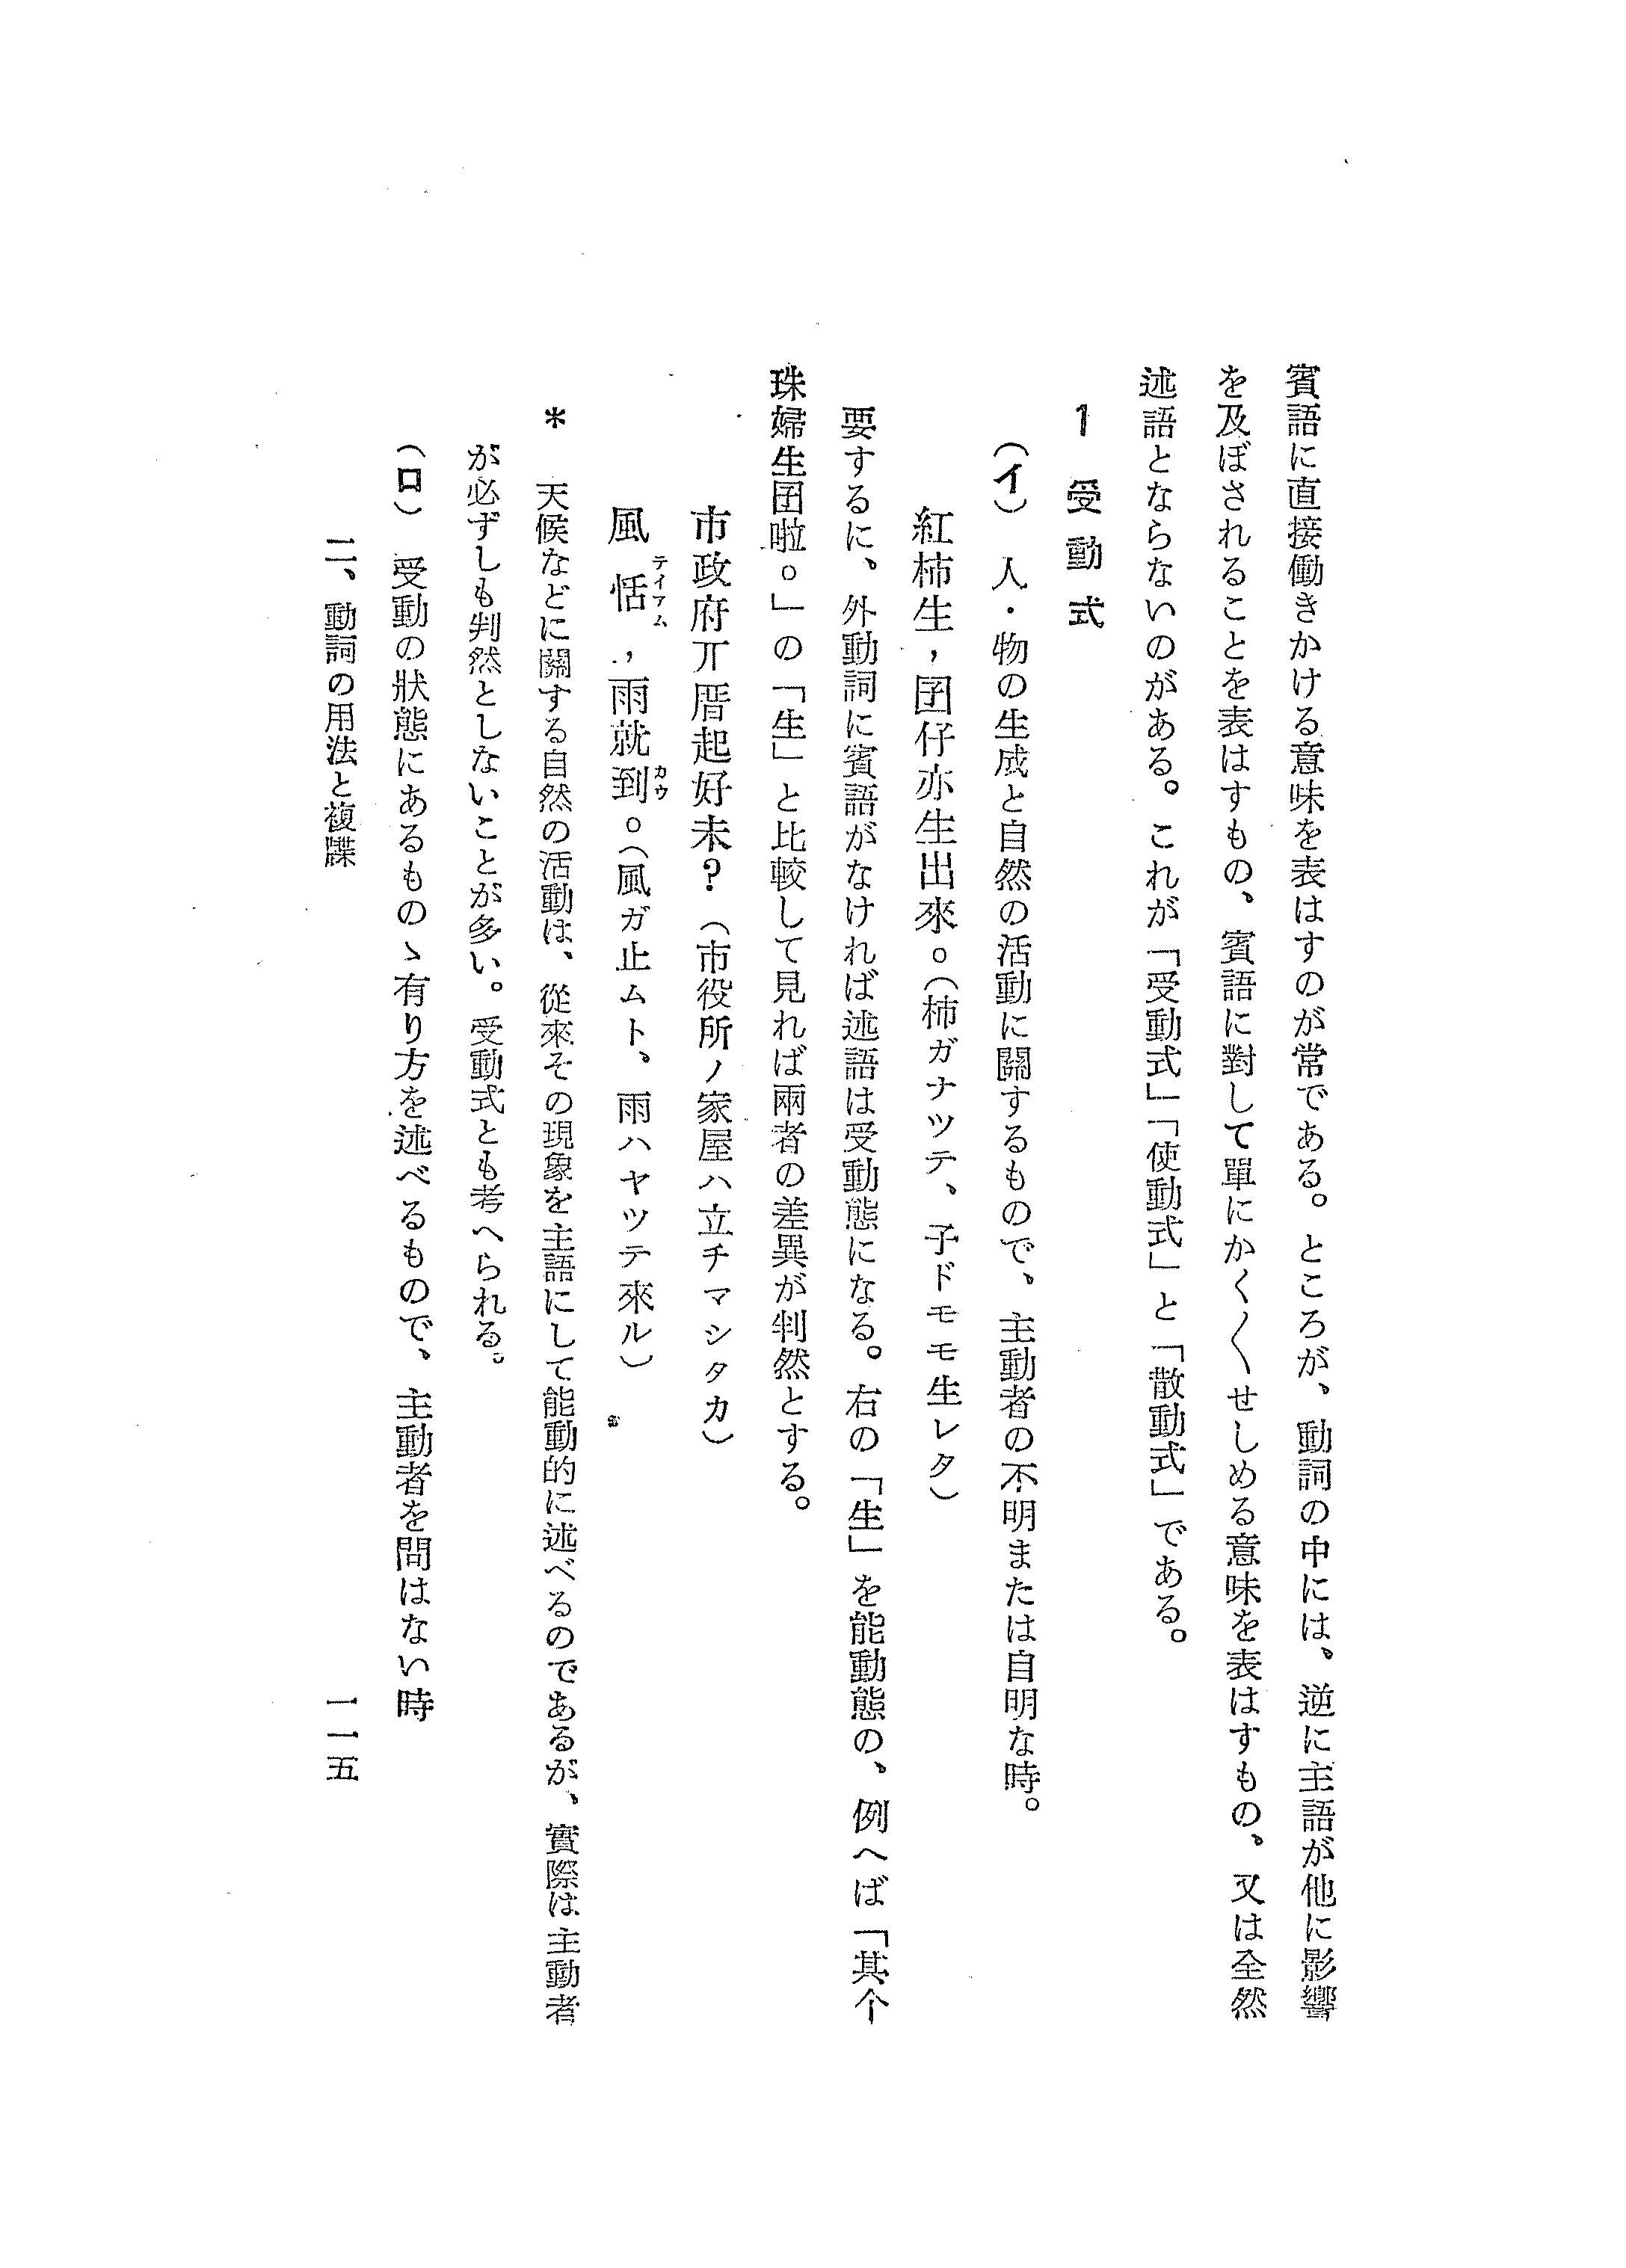 賓語に直接働きかける意味を表はすのが常である。ところが、動詞の中には、逆に主語が他に影響
を及ぼされることを表はすもの、賓語に對して單にかく〳〵せしめる意味を表はすもの、又は全然
述語とならないのがある。これが「受動式」「使動式」と「散動式」である。
1 受動式
(イ) 人・物の生成と自然の活動に關するもので、主動者の不明または自明な時。
紅柿生，囝仔亦生出來。(柿ガナツテ、子ドモモ生レタ)
要するに、外動詞に賓語がなければ述語は受動態になる。右の「生」を能動態の、例へば「其个
珠婦生囝啦。」の「生」と比較して見れば兩者の差異が判然とする。
市政府丌厝起好未？(市役所ノ家屋ハ立チマシタカ)
風恬テイアム，雨就到カウ。(風ガ止ムト、雨ハヤツテ來ル)
＊ 天候などに關する自然の活動は、從來その現象を主語にして能動的に述べるのであるが、實際は主動者
が必ずしも判然としないことが多い。受動式とも考へられる。
(ロ) 受動の狀態にあるものゝ有り方を述べるもので、主動者を問はない時
二、動詞の用法と複蹀
一一五